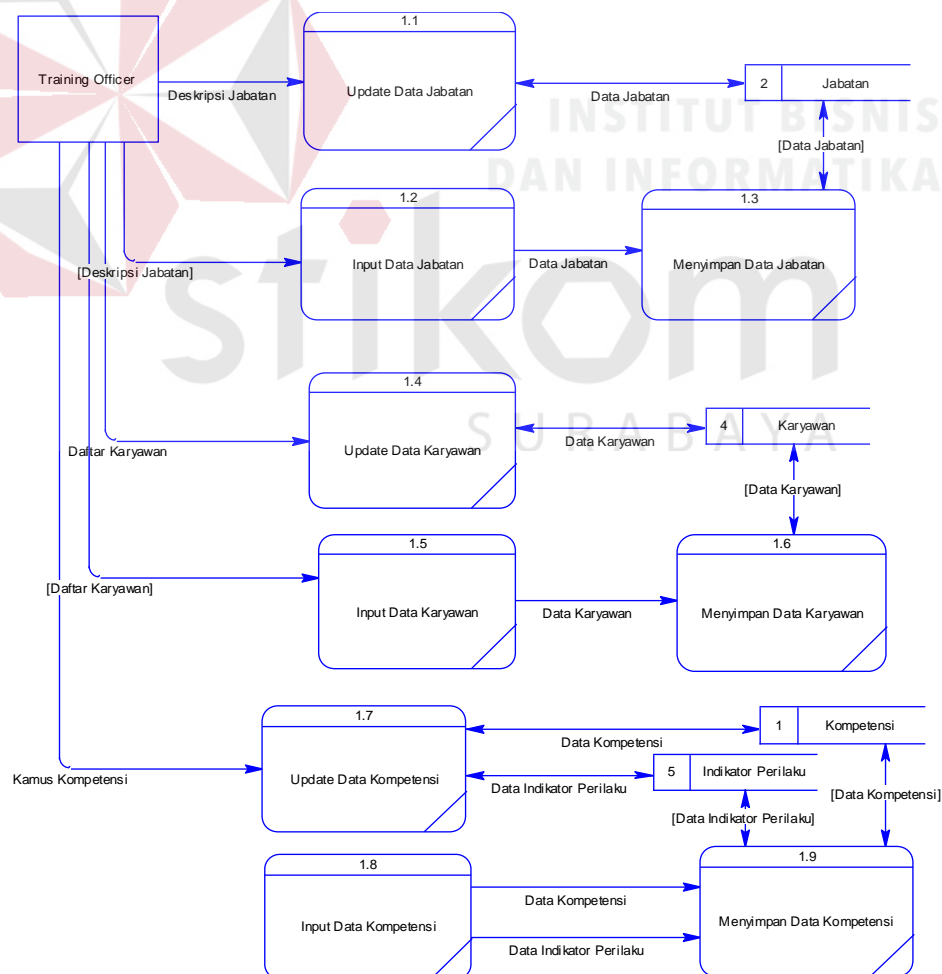 1.1
Training Officer
Deskripsi Jabatan
Update Data Jabatan
Data Jabatan
2 Jabatan
INSTITUT BISNIS
DAN INFORMATIKA
[Data Jabatan]
1.2
1.3
[Deskripsi Jabatan]
Input Data Jabatan
Data Jabatan
Menyimpan Data Jabatan
stikom
SURABAYA
1.4
Daftar Karyawan
Update Data Karyawan
Data Karyawan
4 Karyawan
[Data Karyawan]
1.5
1.6
[Daftar Karyawan]
Input Data Karyawan
Data Karyawan
Menyimpan Data Karyawan
1.7
Kamus Kompetensi
Update Data Kompetensi
Data Kompetensi
1 Kompetensi
Data Indikator Perilaku
5 Indikator Perilaku
[Data Kompetensi]
[Data Indikator Perilaku]
1.8
1.9
Input Data Kompetensi
Data Kompetensi
Data Indikator Perilaku
Menyimpan Data Kompetensi